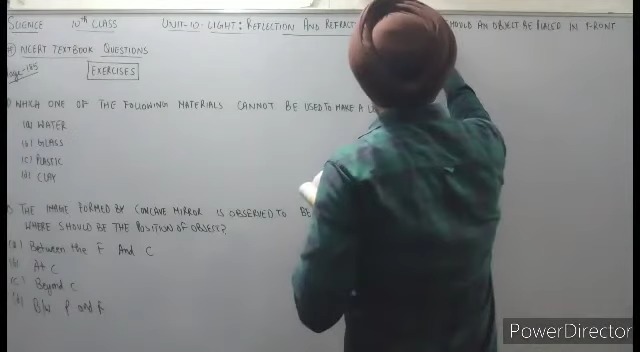 SCIENCE 10th CLASS UNIT-10-LIGHT: REFLECTION AND REFRACT SHOULD AN OBJECT BE PLACED IN FRONT
NCERT TEXTBOOK QUESTIONS
Page-185
EXERCISES
WHICH ONE OF THE FOLLOWING MATERIALS CANNOT BE USED TO MAKE A L
(a) WATER
(b) GLASS
(c) PLASTIC
(d) CLAY
THE IMAGE FORMED BY CONCAVE MIRROR IS OBSERVED TO BE
WHERE SHOULD BE THE POSITION OF OBJECT?
(a) Between the F And C
(b) At C
(c) Beyond C
(d) B/w P and F
PowerDirector